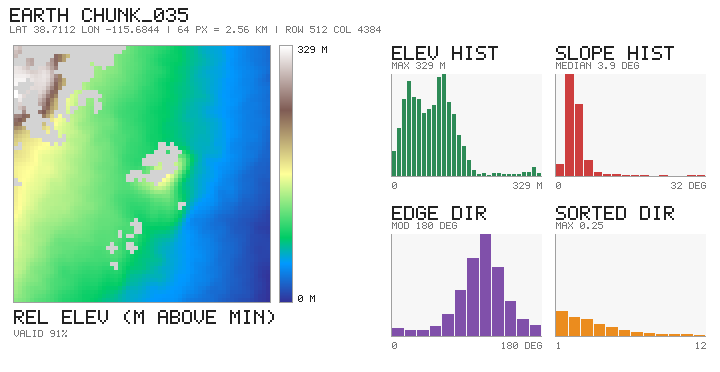 EARTH CHUNK_035
LAT 38.7112 LON -115.6844 | 64 PX = 2.56 KM | ROW 512 COL 4384
329 M
0 M
REL ELEV (M ABOVE MIN)
VALID 91%
ELEV HIST
MAX 329 M
0 329 M
SLOPE HIST
MEDIAN 3.9 DEG
0 32 DEG
EDGE DIR
MOD 180 DEG
0 180 DEG
SORTED DIR
MAX 0.25
1 12